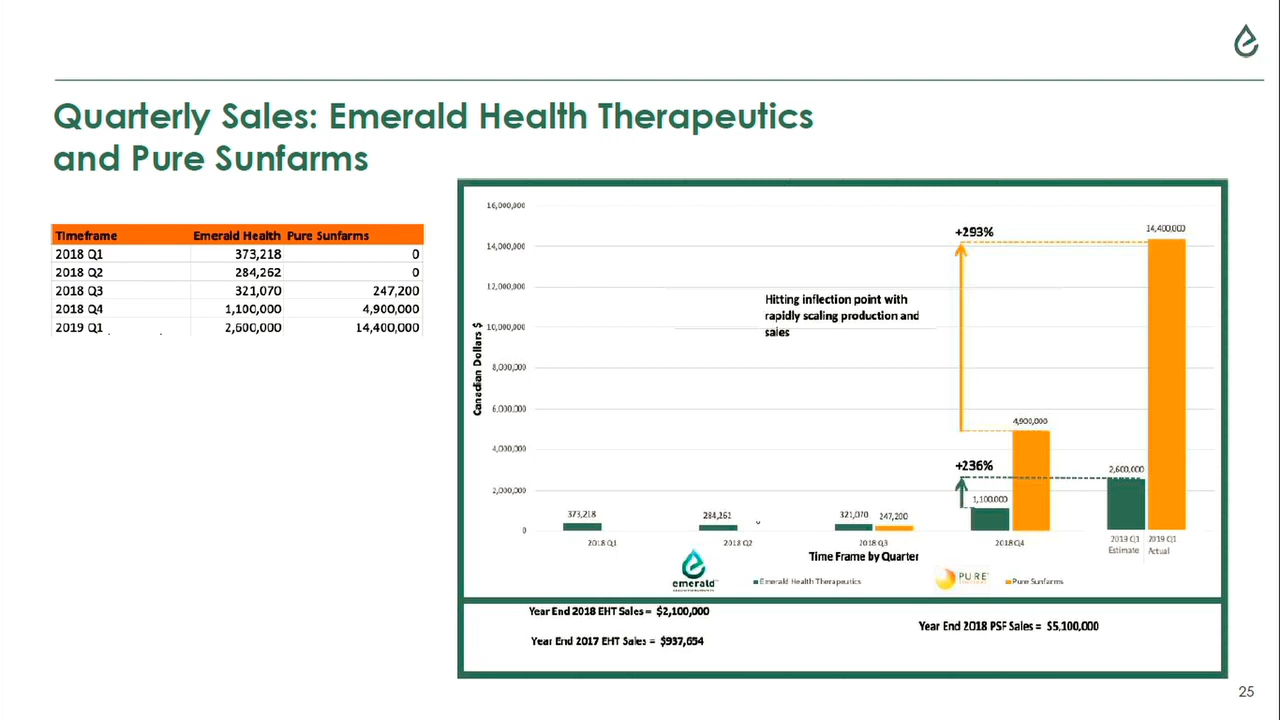 Quarterly Sales: Emerald Health Therapeutics
and Pure Sunfarms
Timeframe Emerald Health Pure Sunfarms
2018 Q1 373,218 0
2018 Q2 284,262 0
2018 Q3 321,070 247,200
2018 Q4 1,100,000 4,900,000
2019 Q1 2,600,000 14,400,000
Canadian Dollars $
16,000,000
14,000,000
12,000,000
10,000,000
8,000,000
6,000,000
4,000,000
2,000,000
0
+293%
14,400,000
Hitting inflection point with
rapidly scaling production and
sales
4,900,000
+236%
2,600,000
1,100,000
373,218
284,262
321,070
247,200
2018 Q1
2018 Q2
2018 Q3
2018 Q4
2019 Q1
Estimate
2019 Q1
Actual
Time Frame by Quarter
emerald
Emerald Health Therapeutics
PURE
Pure Sunfarms
Year End 2018 EHT Sales = $2,100,000
Year End 2017 EHT Sales = $937,654
Year End 2018 PSF Sales = $5,100,000
25